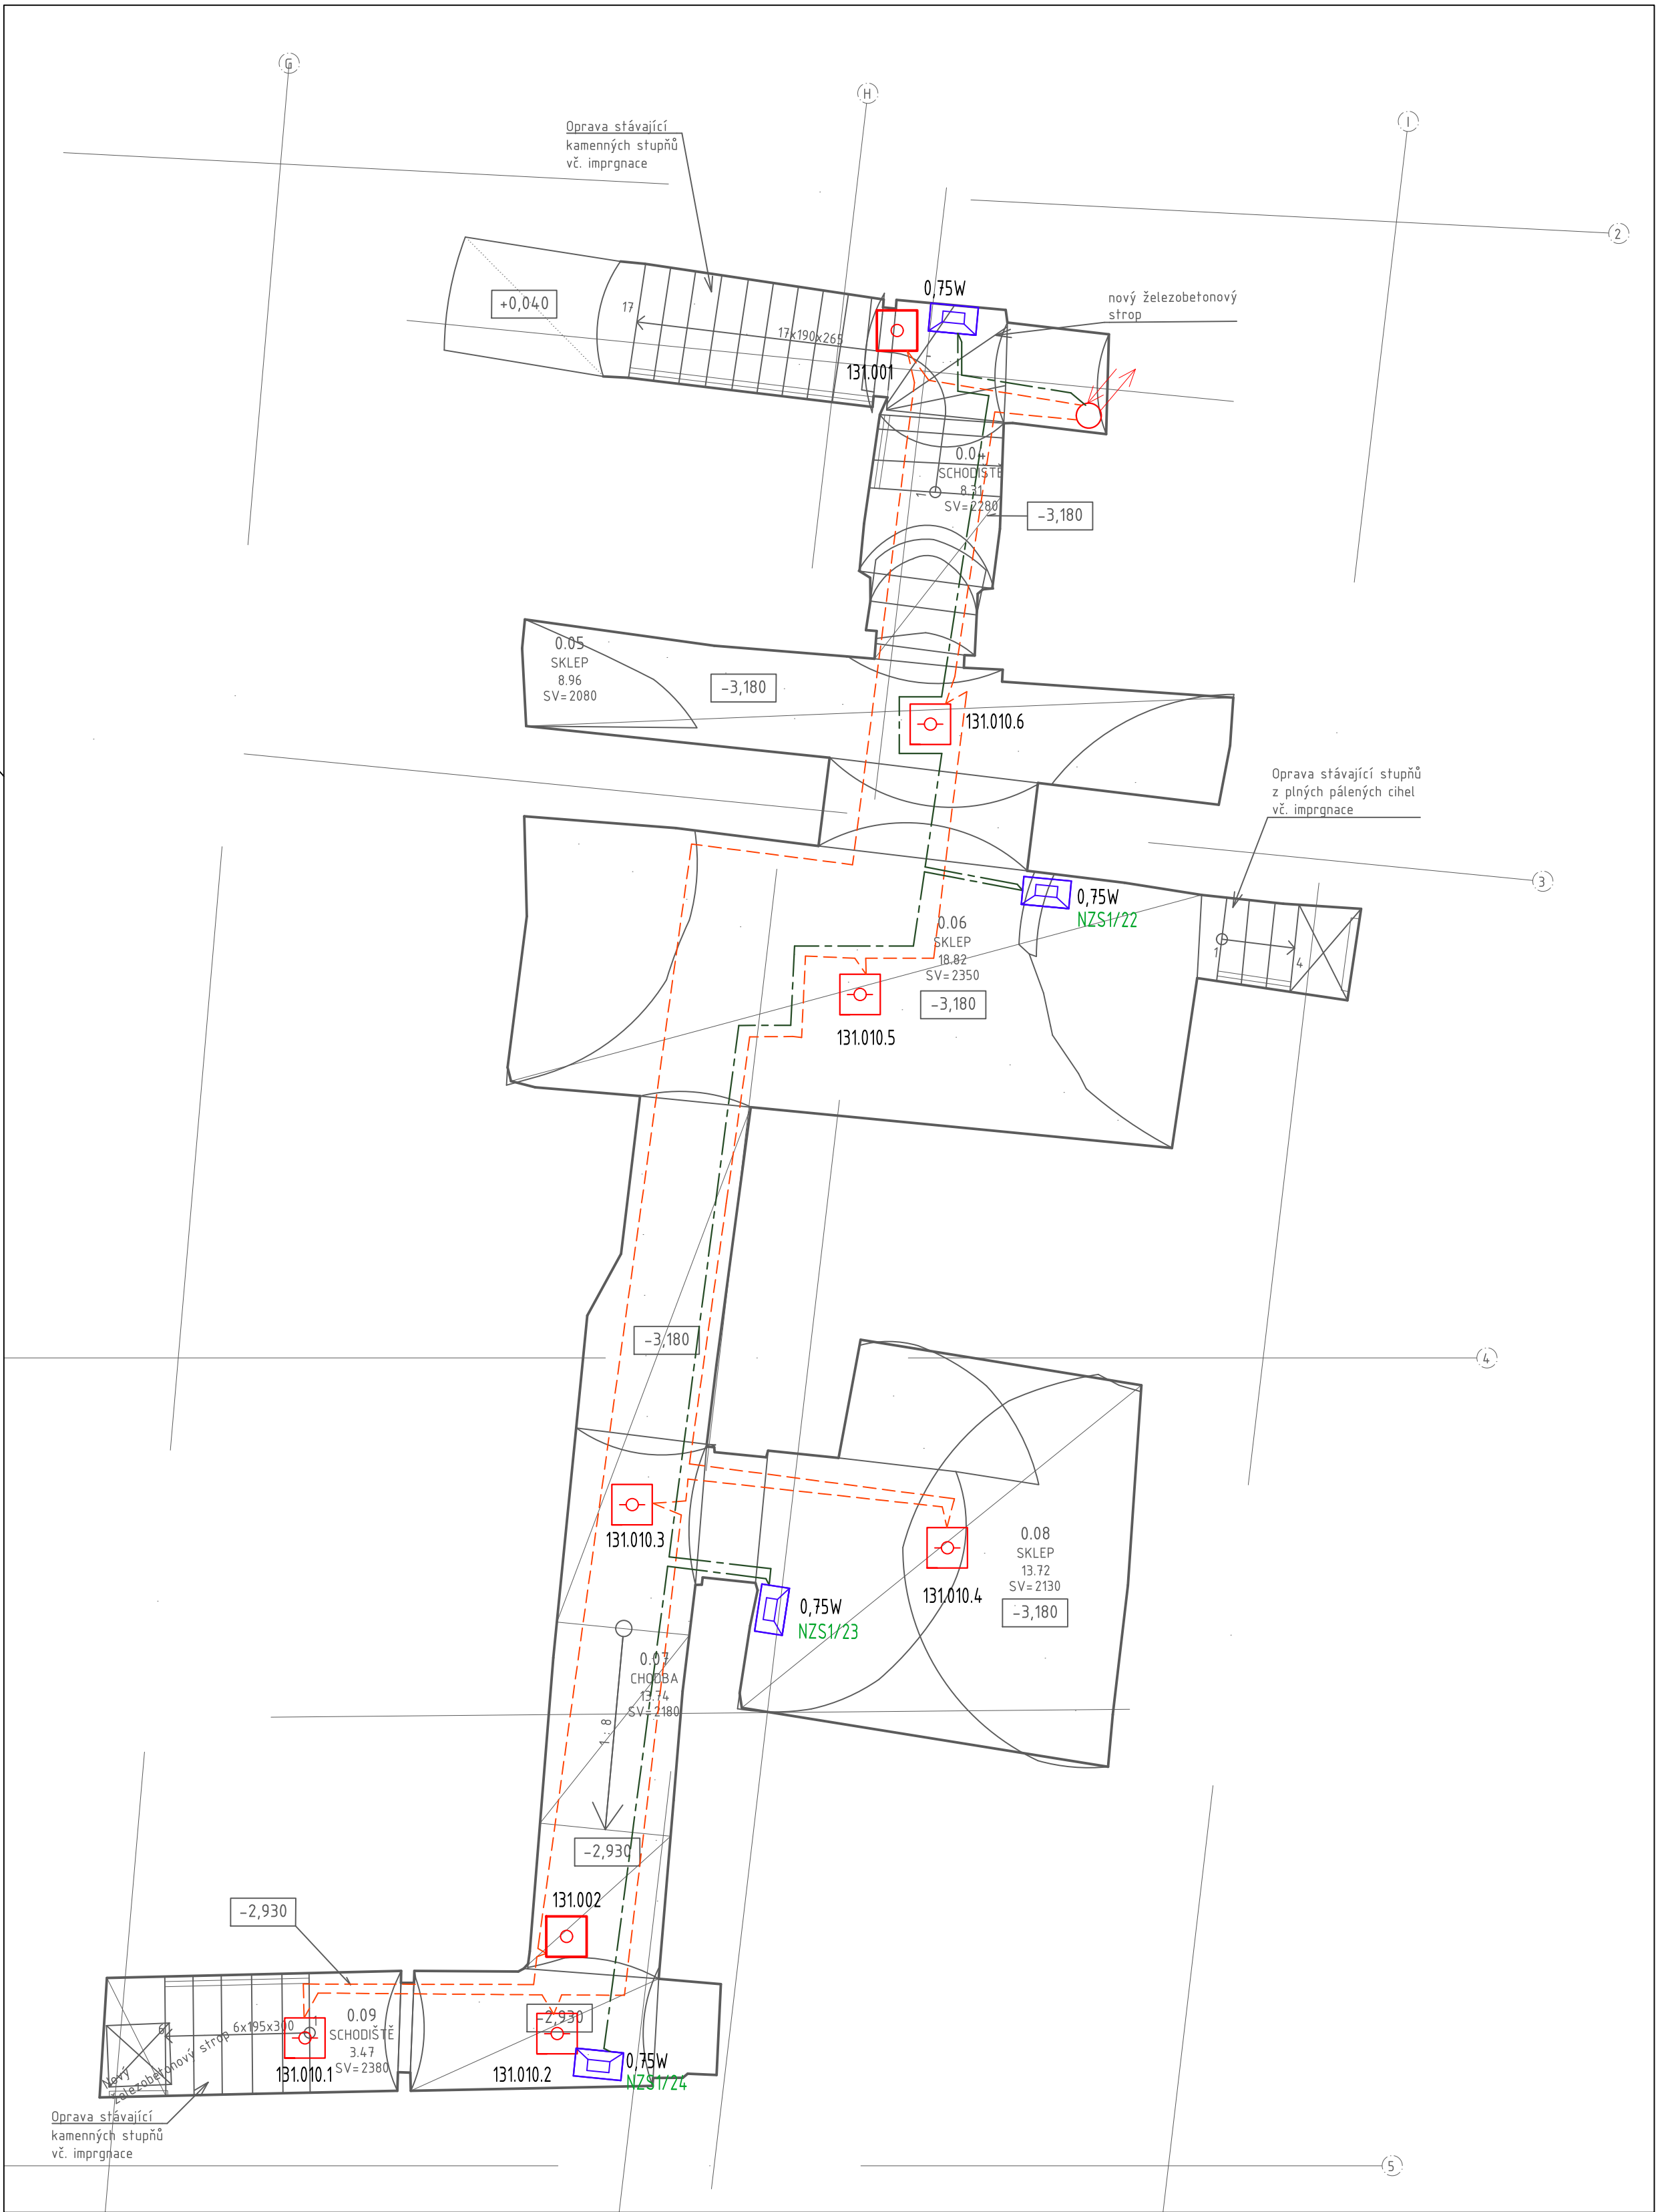 G
H
I
Oprava stávající
kamenných stupňů
vč. imprgnace
2
+0,040
17
17x190x265
0,75W
131.001
nový železobetonový
strop
0.04
SCHODIŠTĚ
8.31
SV=2280
1
-3,180
0.05
SKLEP
8.96
SV=2080
-3,180
131.010.6
Oprava stávající stupňů
z plných pálených cihel
vč. imprgnace
3
0,75W
NZS1/22
0.06
SKLEP
18.82
SV=2350
-3,180
1
4
131.010.5
-3,180
4
131.010.3
131.010.4
0.08
SKLEP
13.72
SV=2130
-3,180
0,75W
NZS1/23
0.07
CHODBA
13.74
SV=2180
1:8
-2,930
131.002
-2,930
-2,930
6
6x195x300
1
0.09
SCHODIŠTĚ
3.47
SV=2380
Nový
železobetonový strop
131.010.1
131.010.2
0,75W
NZS1/24
Oprava stávající
kamenných stupňů
vč. imprgnace
5